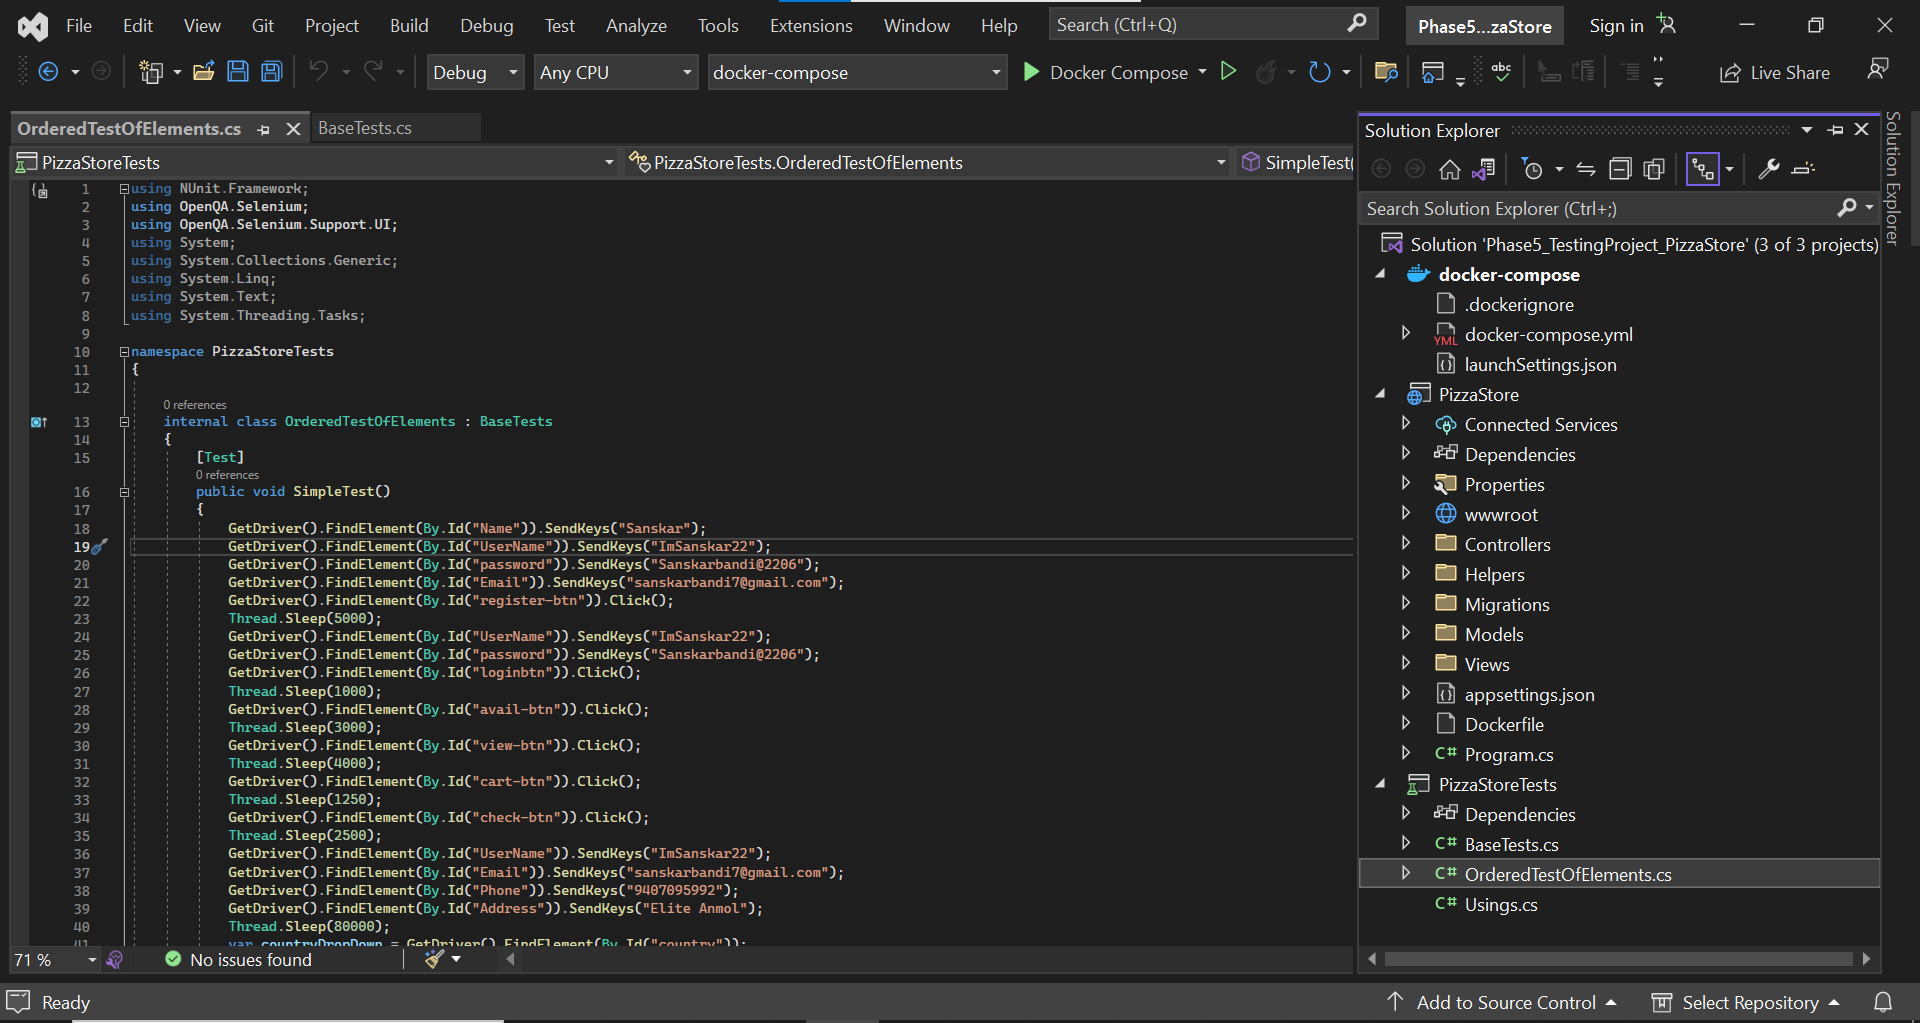 File Edit View Git Project Build Debug Test Analyze Tools Extensions Window Help Search (Ctrl+Q) Phase5...zaStore Sign in
Debug Any CPU docker-compose Docker Compose abc Live Share
OrderedTestOfElements.cs BaseTests.cs
PizzaStoreTests PizzaStoreTests.OrderedTestOfElements SimpleTest(
1 using NUnit.Framework;
2 using OpenQA.Selenium;
3 using OpenQA.Selenium.Support.UI;
4 using System;
5 using System.Collections.Generic;
6 using System.Linq;
7 using System.Text;
8 using System.Threading.Tasks;
9
10 namespace PizzaStoreTests
11 {
12
0 references
13 internal class OrderedTestOfElements : BaseTests
14 {
15 [Test]
0 references
16 public void SimpleTest()
17 {
18 GetDriver().FindElement(By.Id("Name")).SendKeys("Sanskar");
19 GetDriver().FindElement(By.Id("UserName")).SendKeys("ImSanskar22");
20 GetDriver().FindElement(By.Id("password")).SendKeys("Sanskarbandi@2206");
21 GetDriver().FindElement(By.Id("Email")).SendKeys("sanskarbandi7@gmail.com");
22 GetDriver().FindElement(By.Id("register-btn")).Click();
23 Thread.Sleep(5000);
24 GetDriver().FindElement(By.Id("UserName")).SendKeys("ImSanskar22");
25 GetDriver().FindElement(By.Id("password")).SendKeys("Sanskarbandi@2206");
26 GetDriver().FindElement(By.Id("loginbtn")).Click();
27 Thread.Sleep(1000);
28 GetDriver().FindElement(By.Id("avail-btn")).Click();
29 Thread.Sleep(3000);
30 GetDriver().FindElement(By.Id("view-btn")).Click();
31 Thread.Sleep(4000);
32 GetDriver().FindElement(By.Id("cart-btn")).Click();
33 Thread.Sleep(1250);
34 GetDriver().FindElement(By.Id("check-btn")).Click();
35 Thread.Sleep(2500);
36 GetDriver().FindElement(By.Id("UserName")).SendKeys("ImSanskar22");
37 GetDriver().FindElement(By.Id("Email")).SendKeys("sanskarbandi7@gmail.com");
38 GetDriver().FindElement(By.Id("Phone")).SendKeys("9407095992");
39 GetDriver().FindElement(By.Id("Address")).SendKeys("Elite Anmol");
40 Thread.Sleep(80000);
41 var countryDropDown = GetDriver().FindElement(By.Id("country"));
71 % No issues found
Solution Explorer
Search Solution Explorer (Ctrl+;)
Solution 'Phase5_TestingProject_PizzaStore' (3 of 3 projects)
docker-compose
.dockerignore
YML docker-compose.yml
launchSettings.json
PizzaStore
Connected Services
Dependencies
Properties
wwwroot
Controllers
Helpers
Migrations
Models
Views
appsettings.json
Dockerfile
C# Program.cs
PizzaStoreTests
Dependencies
C# BaseTests.cs
C# OrderedTestOfElements.cs
C# Usings.cs
Solution Explorer
Ready Add to Source Control Select Repository